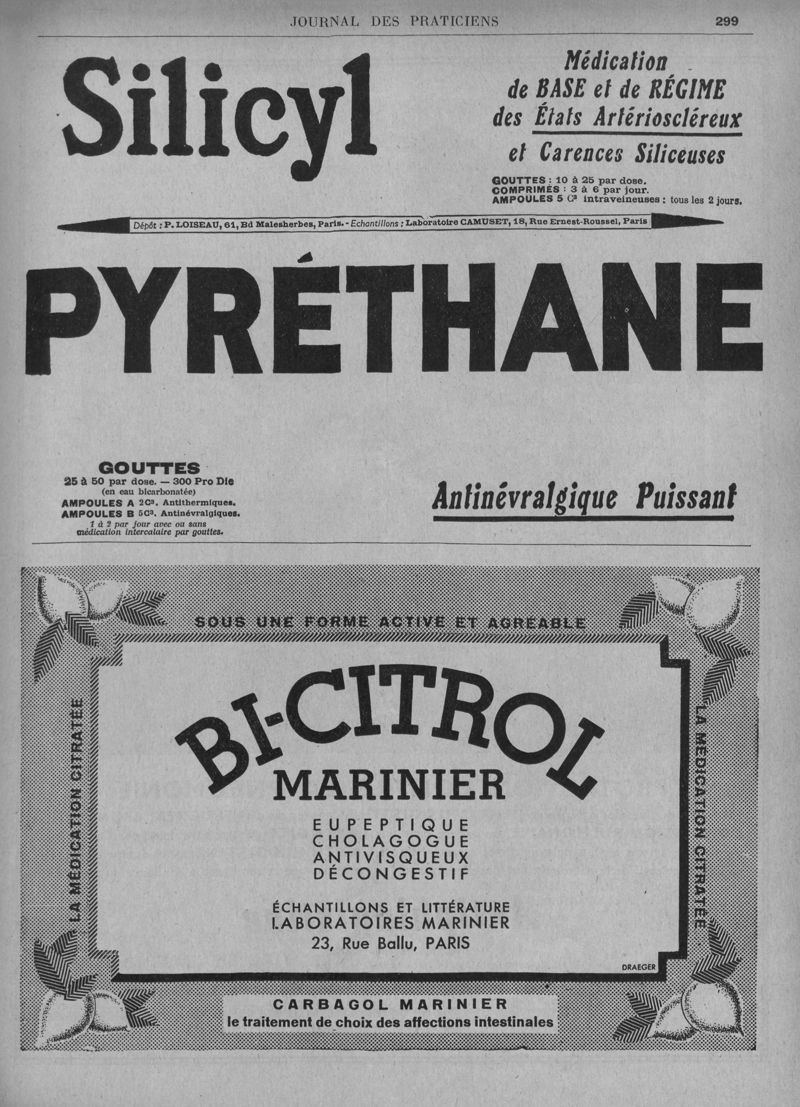 JOURNAL DES PRATICIENS 299
Silicyl
Médication
de BASE et de RÉGIME
des États Artérioscléreux
et Carences Siliceuses
GOUTTES : 10 à 25 par dose.
COMPRIMÉS : 3 à 6 par jour.
AMPOULES 5 C³ intraveineuses : tous les 2 jours.
Dépôt : P. LOISEAU, 61, Bd Malesherbes, Paris. - Echantillons : Laboratoire CAMUSET, 18, Rue Ernest-Roussel, Paris
PYRÉTHANE
GOUTTES
25 à 50 par dose. — 300 Pro Die
(en eau bicarbonatée)
AMPOULES A 2C³. Antithermiques.
AMPOULES B 5C³. Antinévralgiques.
1 à 2 par jour avec ou sans
médication intercalaire par gouttes.
Antinévralgique Puissant
SOUS UNE FORME ACTIVE ET AGRÉABLE
LA MÉDICATION CITRATÉE
BI-CITROL
MARINIER
EUPEPTIQUE
CHOLAGOGUE
ANTIVISQUEUX
DÉCONGESTIF
ÉCHANTILLONS ET LITTÉRATURE
LABORATOIRES MARINIER
23, Rue Ballu, PARIS
DRAEGER
LA MÉDICATION CITRATÉE
CARBAGOL MARINIER
le traitement de choix des affections intestinales